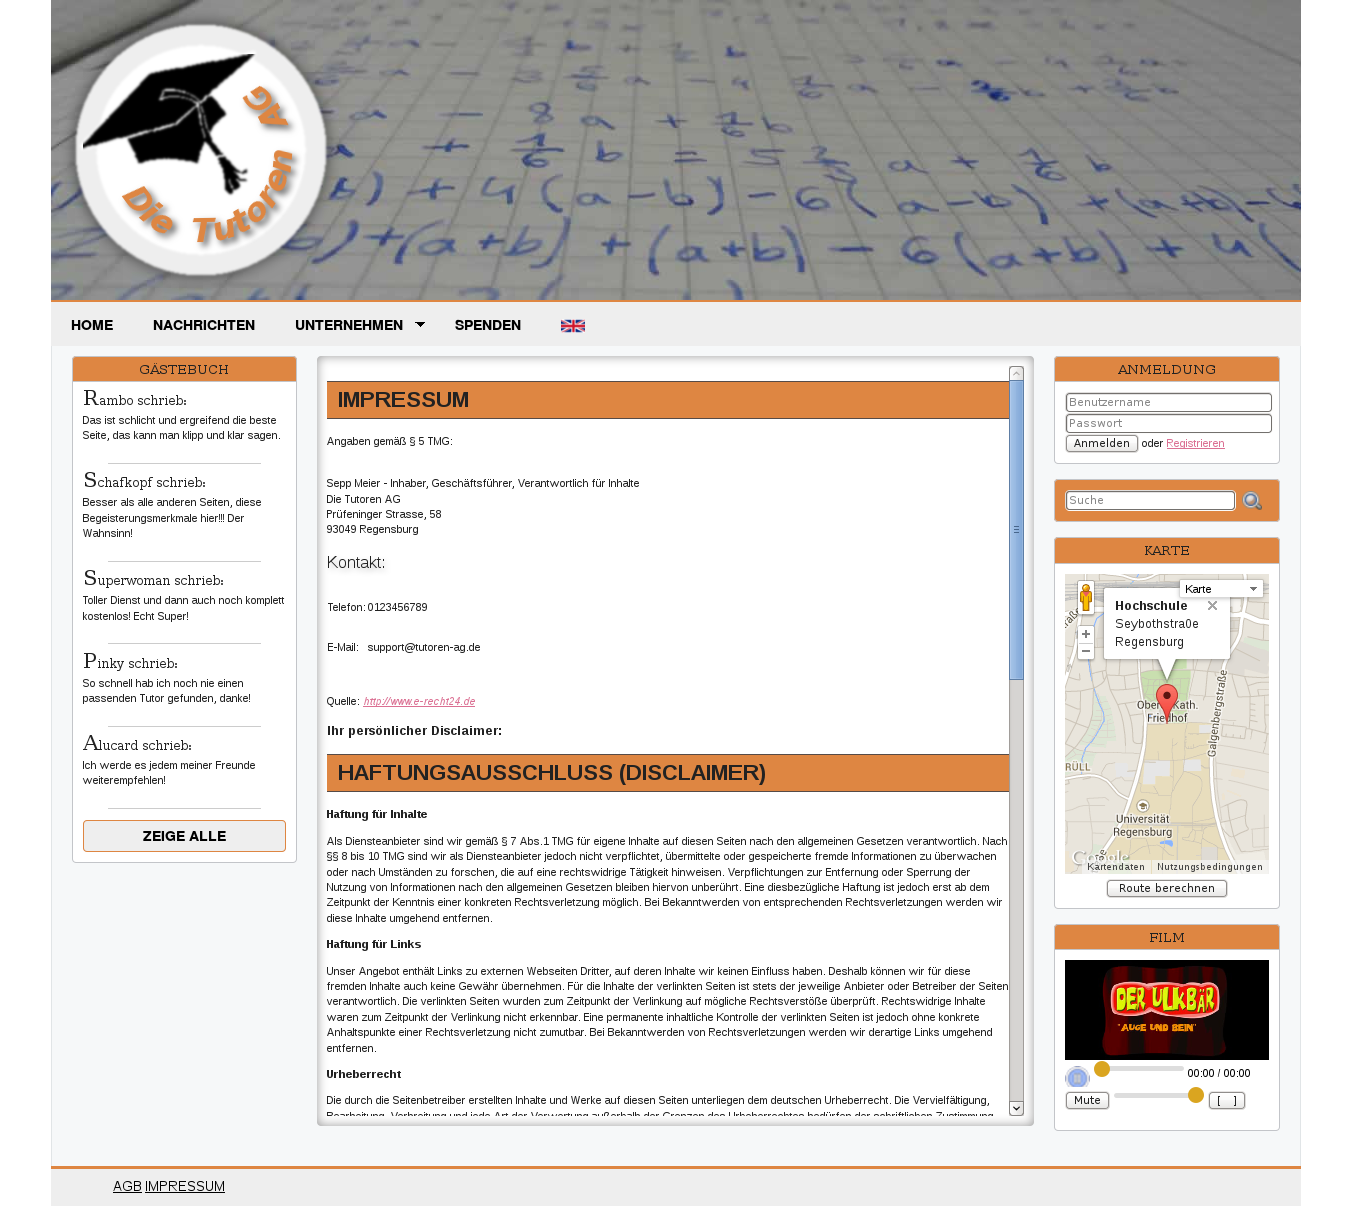 Die Tutoren AG
HOME NACHRICHTEN UNTERNEHMEN SPENDEN
GÄSTEBUCH
Rambo schrieb:
Das ist schlicht und ergreifend die beste
Seite, das kann man klipp und klar sagen.
Schafkopf schrieb:
Besser als alle anderen Seiten, diese
Begeisterungsmerkmale hier!!! Der
Wahnsinn!
Superwoman schrieb:
Toller Dienst und dann auch noch komplett
kostenlos! Echt Super!
Pinky schrieb:
So schnell hab ich noch nie einen
passenden Tutor gefunden, danke!
Alucard schrieb:
Ich werde es jedem meiner Freunde
weiterempfehlen!
ZEIGE ALLE
IMPRESSUM
Angaben gemäß § 5 TMG:
Sepp Meier - Inhaber, Geschäftsführer, Verantwortlich für Inhalte
Die Tutoren AG
Prüfeninger Strasse, 58
93049 Regensburg
Kontakt:
Telefon: 0123456789
E-Mail: support@tutoren-ag.de
Quelle: http://www.e-recht24.de
Ihr persönlicher Disclaimer:
HAFTUNGSAUSSCHLUSS (DISCLAIMER)
Haftung für Inhalte
Als Diensteanbieter sind wir gemäß § 7 Abs.1 TMG für eigene Inhalte auf diesen Seiten nach den allgemeinen Gesetzen verantwortlich. Nach
§§ 8 bis 10 TMG sind wir als Diensteanbieter jedoch nicht verpflichtet, übermittelte oder gespeicherte fremde Informationen zu überwachen
oder nach Umständen zu forschen, die auf eine rechtswidrige Tätigkeit hinweisen. Verpflichtungen zur Entfernung oder Sperrung der
Nutzung von Informationen nach den allgemeinen Gesetzen bleiben hiervon unberührt. Eine diesbezügliche Haftung ist jedoch erst ab dem
Zeitpunkt der Kenntnis einer konkreten Rechtsverletzung möglich. Bei Bekanntwerden von entsprechenden Rechtsverletzungen werden wir
diese Inhalte umgehend entfernen.
Haftung für Links
Unser Angebot enthält Links zu externen Webseiten Dritter, auf deren Inhalte wir keinen Einfluss haben. Deshalb können wir für diese
fremden Inhalte auch keine Gewähr übernehmen. Für die Inhalte der verlinkten Seiten ist stets der jeweilige Anbieter oder Betreiber der Seiten
verantwortlich. Die verlinkten Seiten wurden zum Zeitpunkt der Verlinkung auf mögliche Rechtsverstöße überprüft. Rechtswidrige Inhalte
waren zum Zeitpunkt der Verlinkung nicht erkennbar. Eine permanente inhaltliche Kontrolle der verlinkten Seiten ist jedoch ohne konkrete
Anhaltspunkte einer Rechtsverletzung nicht zumutbar. Bei Bekanntwerden von Rechtsverletzungen werden wir derartige Links umgehend
entfernen.
Urheberrecht
Die durch die Seitenbetreiber erstellten Inhalte und Werke auf diesen Seiten unterliegen dem deutschen Urheberrecht. Die Vervielfältigung,
Bearbeitung, Verbreitung und jede Art der Verwertung außerhalb der Grenzen des Urheberrechtes bedürfen der schriftlichen Zustimmung
ANMELDUNG
Benutzername
Passwort
Anmelden oder Registrieren
Suche
KARTE
Karte
Hochschule
Seybothstraße
Regensburg
Ober. Kath.
Friedhof
Galgenbergstraße
RÜLL
Universität
Regensburg
Google
Kartendaten Nutzungsbedingungen
Route berechnen
FILM
DER ULKBÄR
"AUGE UND BEIN"
00:00 / 00:00
Mute [ ]
AGB IMPRESSUM